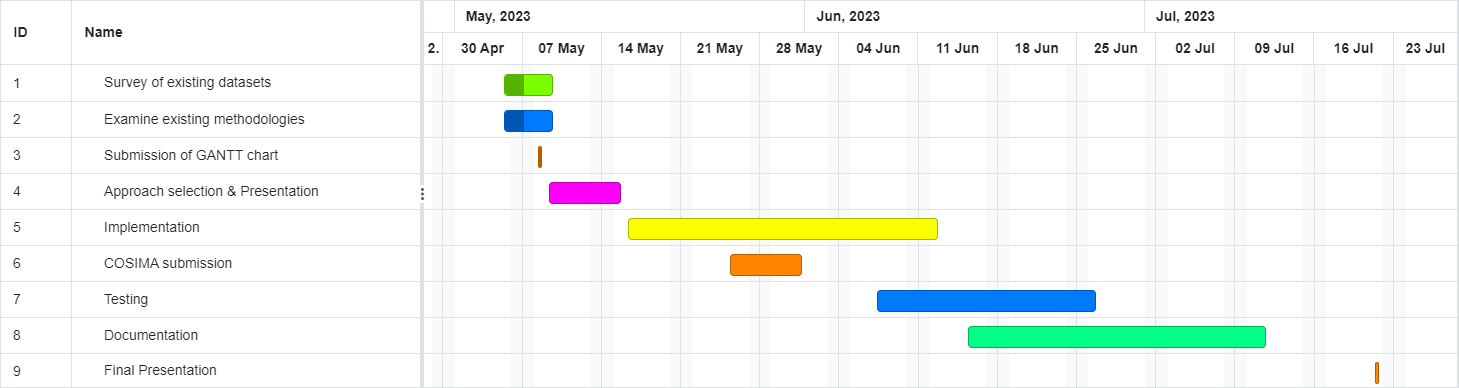 ID Name May, 2023 Jun, 2023 Jul, 2023
2. 30 Apr 07 May 14 May 21 May 28 May 04 Jun 11 Jun 18 Jun 25 Jun 02 Jul 09 Jul 16 Jul 23 Jul
1 Survey of existing datasets
2 Examine existing methodologies
3 Submission of GANTT chart
4 Approach selection & Presentation
5 Implementation
6 COSIMA submission
7 Testing
8 Documentation
9 Final Presentation